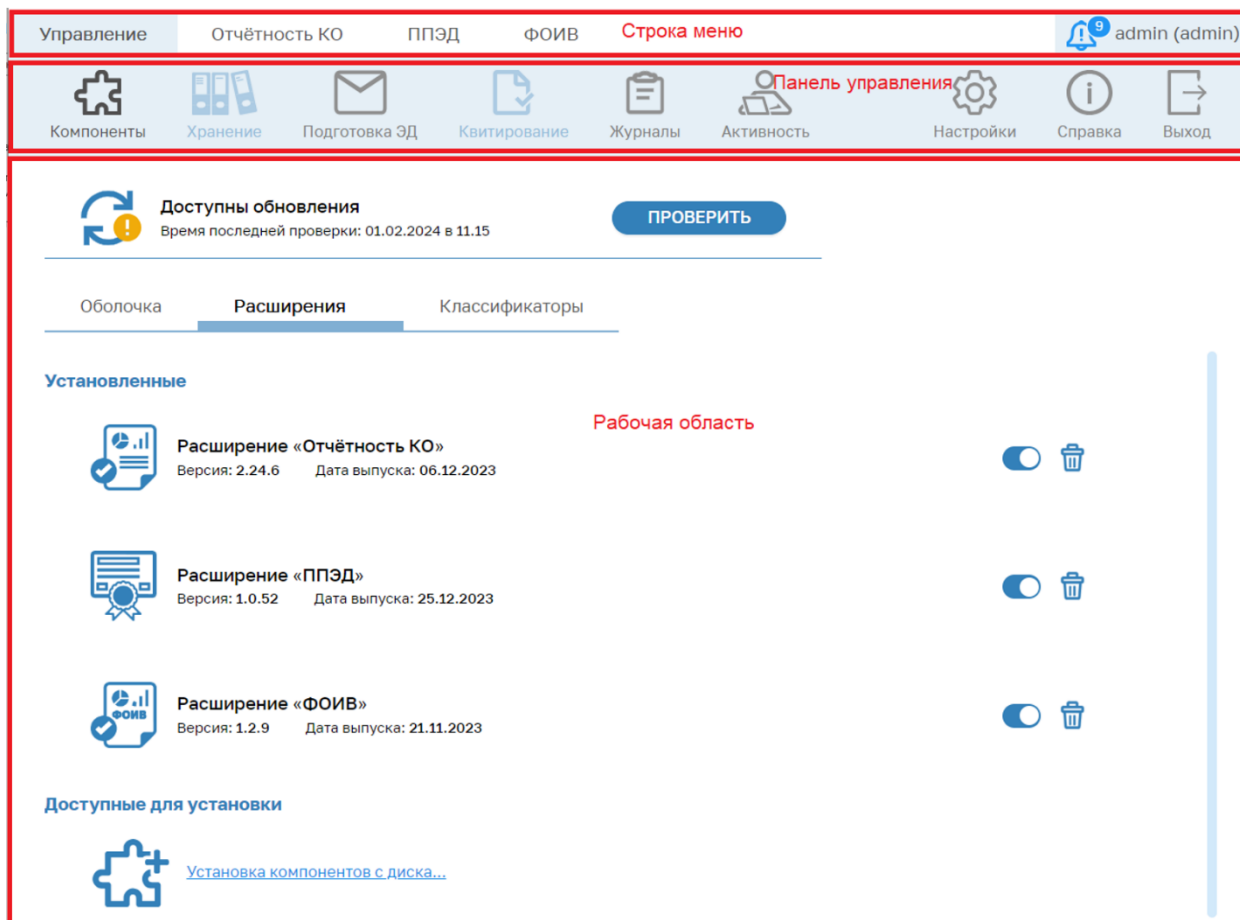 Управление Отчётность КО ППЭД ФОИВ Строка меню 9 admin (admin)
Панель управления
Компоненты Хранение Подготовка ЭД Квитирование Журналы Активность Настройки Справка Выход
Доступны обновления
Время последней проверки: 01.02.2024 в 11.15
ПРОВЕРИТЬ
Оболочка Расширения Классификаторы
Установленные
Рабочая область
Расширение «Отчётность КО»
Версия: 2.24.6 Дата выпуска: 06.12.2023
Расширение «ППЭД»
Версия: 1.0.52 Дата выпуска: 25.12.2023
ФОИВ
Расширение «ФОИВ»
Версия: 1.2.9 Дата выпуска: 21.11.2023
Доступные для установки
Установка компонентов с диска...